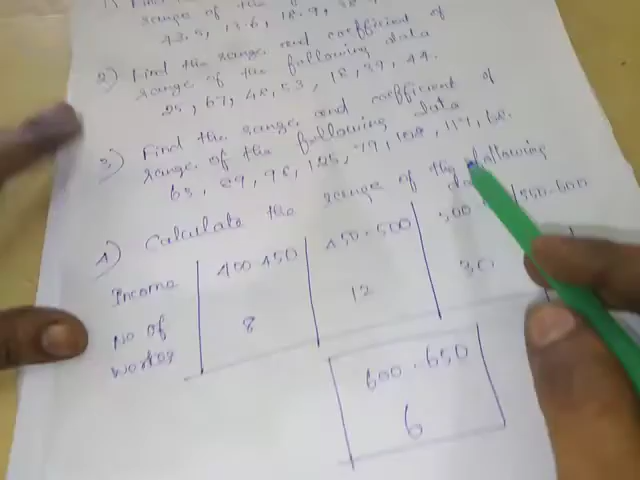 range of the
43.5, 13.6, 18.9,
2) Find the range and coefficient of
range of the following data
25, 67, 48, 53, 18, 39, 44.
3) Find the range and coefficient of
range of the following data
63, 89, 98, 125, 79, 108, 117, 68.
4) Calculate the range of the following
Income 400-450 450-500 550-600
No of 8 12 30
Workers
600-650
6